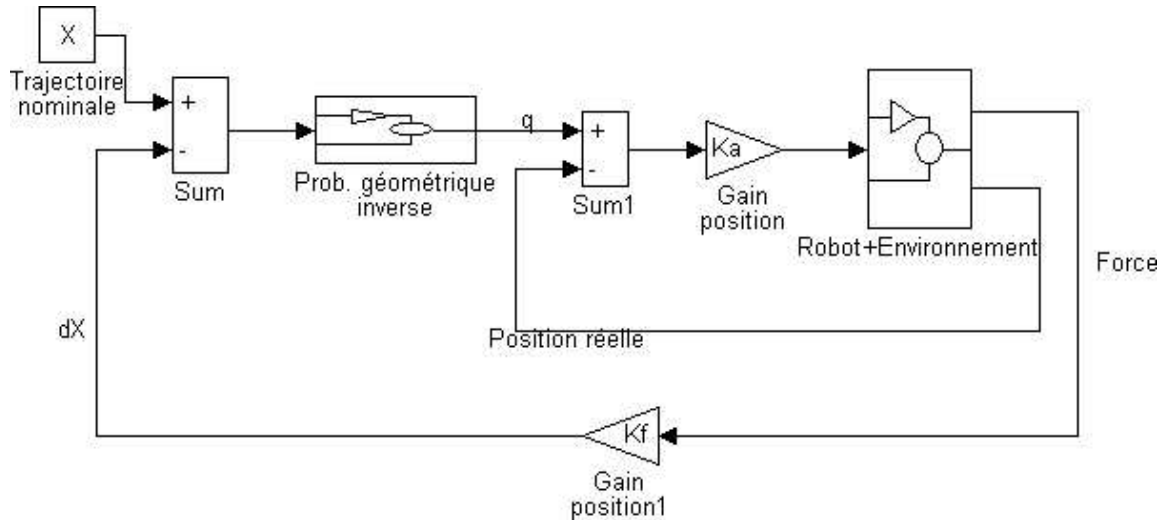 X
Trajectoire
nominale
+
-
Sum
Prob. géométrique
inverse
q
+
-
Sum1
Ka
Gain
position
Robot+Environnement
Force
Position réelle
dX
Kf
Gain
position1